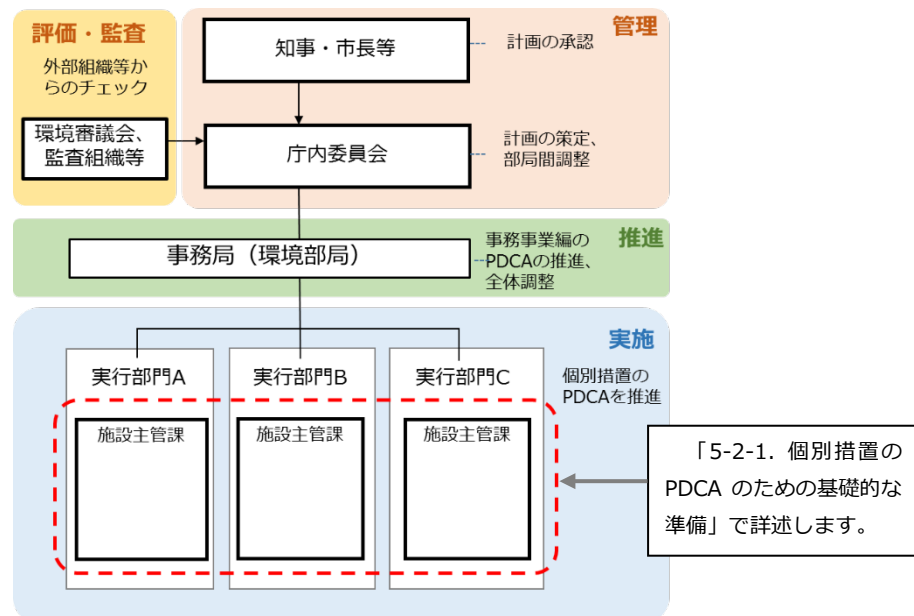 評価・監査
外部組織等か
らのチェック
環境審議会、
監査組織等
管理
知事・市長等
計画の承認
庁内委員会
計画の策定、
部局間調整
推進
事務局（環境部局）
事務事業編の
PDCAの推進、
全体調整
実施
実行部門A
実行部門B
実行部門C
個別措置の
PDCAを推進
施設主管課
施設主管課
施設主管課
「5-2-1. 個別措置の
PDCA のための基礎的な
準備」で詳述します。